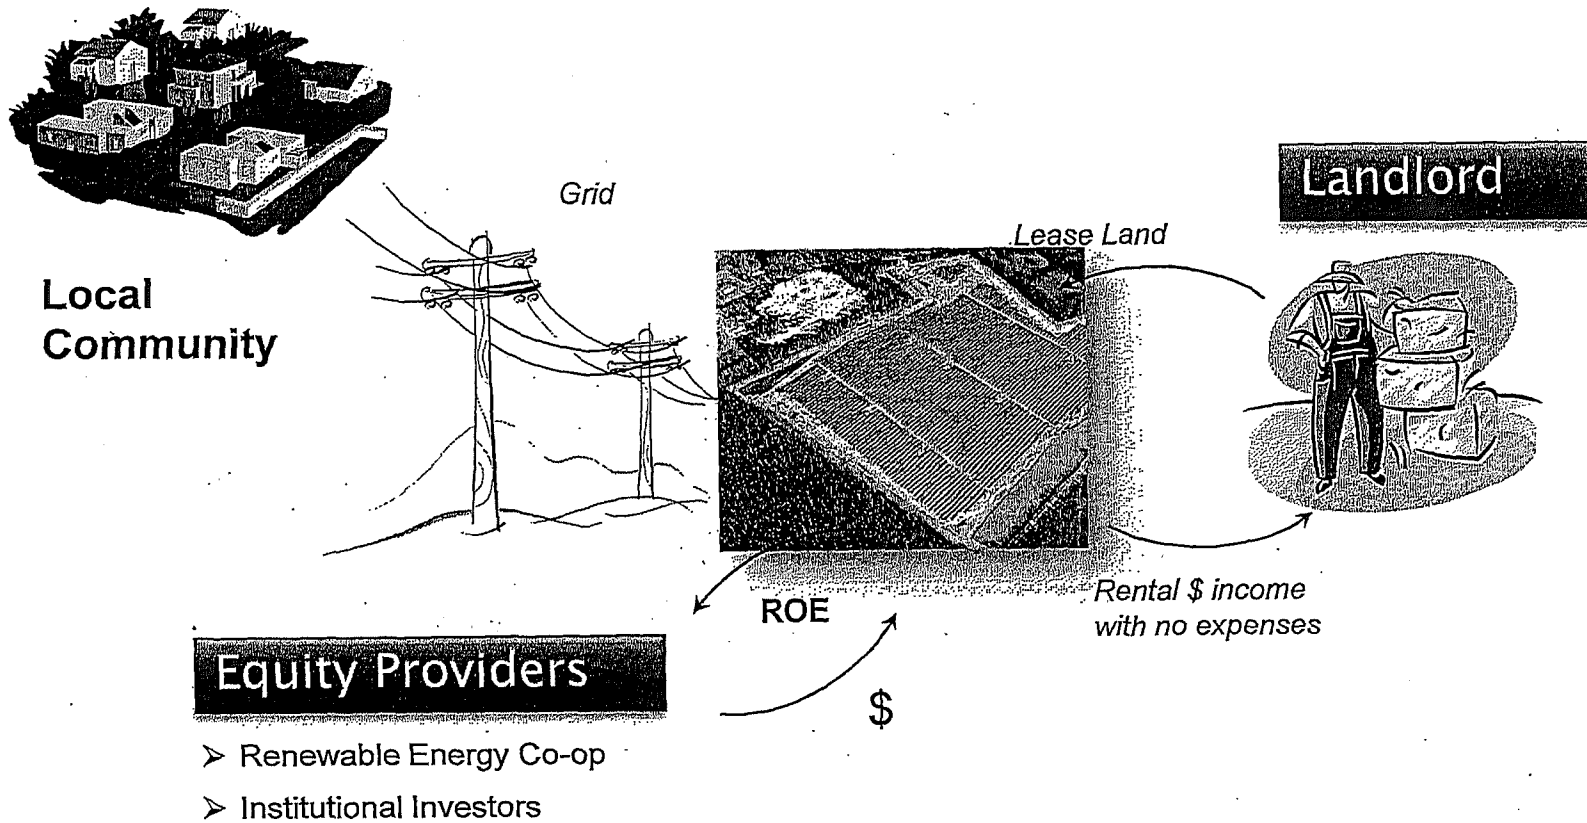 Grid
Landlord
Lease Land
Local
Community
Rental $ income
with no expenses
ROE
Equity Providers
$
➢ Renewable Energy Co-op
➢ Institutional Investors